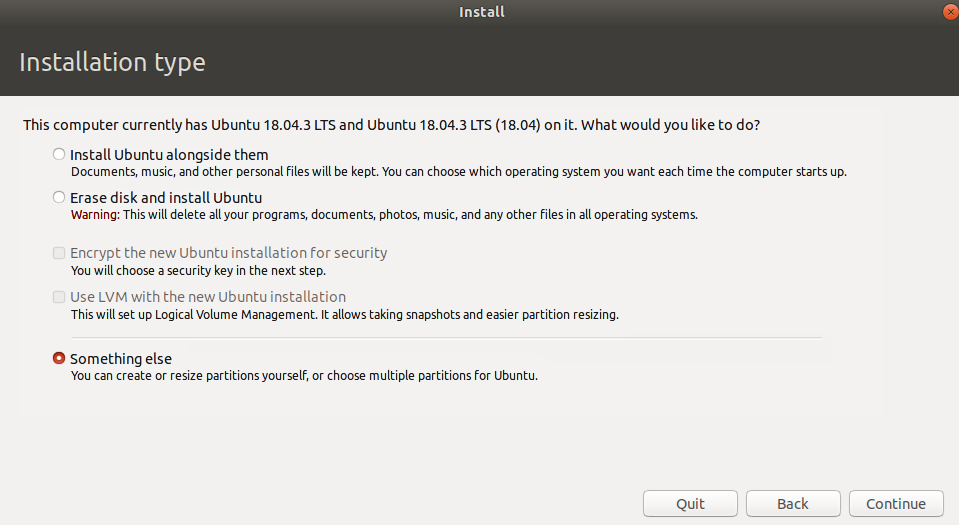 Install
Installation type
This computer currently has Ubuntu 18.04.3 LTS and Ubuntu 18.04.3 LTS (18.04) on it. What would you like to do?
Install Ubuntu alongside them
Documents, music, and other personal files will be kept. You can choose which operating system you want each time the computer starts up.
Erase disk and install Ubuntu
Warning: This will delete all your programs, documents, photos, music, and any other files in all operating systems.
Encrypt the new Ubuntu installation for security
You will choose a security key in the next step.
Use LVM with the new Ubuntu installation
This will set up Logical Volume Management. It allows taking snapshots and easier partition resizing.
Something else
You can create or resize partitions yourself, or choose multiple partitions for Ubuntu.
Quit Back Continue